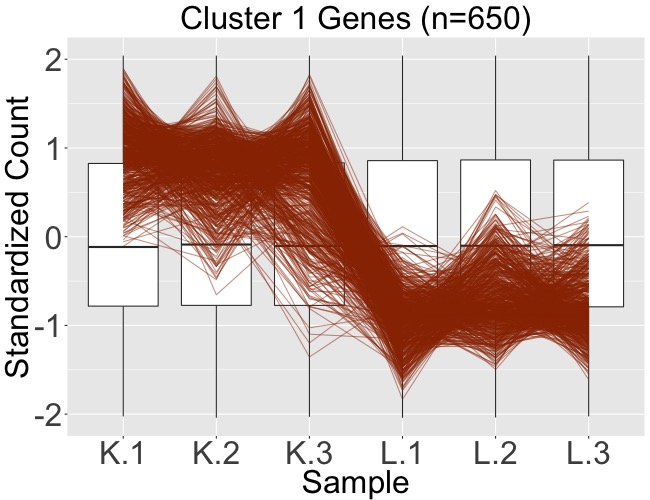 Cluster 1 Genes (n=650)
Standardized Count
2
1
0
-1
-2
K.1 K.2 K.3 L.1 L.2 L.3
Sample